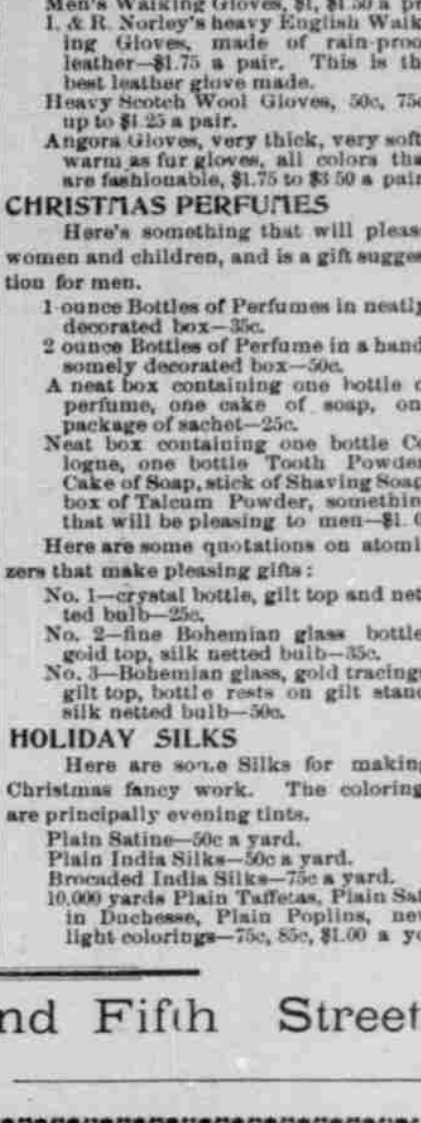 Men's Walking Gloves, $1, $1.50 a p
I. & R. Norley's heavy English Walk
ing Gloves, made of rain-proo
leather—$1.75 a pair. This is th
best leather glove made.
Heavy Scotch Wool Gloves, 50c, 75c
up to $1 25 a pair.
Angora Gloves, very thick, very soft
warm as fur gloves, all colors tha
are fashionable, $1.75 to $3 50 a pair
CHRISTMAS PERFUMES
Here's something that will pleas
women and children, and is a gift sugges
tion for men.
1 ounce Bottles of Perfumes in neatly
decorated box—35c.
2 ounce Bottles of Perfume in a hand
somely decorated box—50c.
A neat box containing one bottle o
perfume, one cake of soap, on
package of sachet—25c.
Neat box containing one bottle Co
logne, one bottle Tooth Powder
Cake of Soap, stick of Shaving Soap
box of Talcum Powder, somethin
that will be pleasing to men—$1.0
Here are some quotations on atomi
zers that make pleasing gifts:
No. 1—crystal bottle, gilt top and net
ted bulb—25c.
No. 2—fine Bohemian glass bottle
gold top, silk netted bulb—35c.
No. 3—Bohemian glass, gold tracings
gilt top, bottle rests on gilt stand
silk netted bulb—50c.
HOLIDAY SILKS
Here are some Silks for making
Christmas fancy work. The coloring
are principally evening tints.
Plain Satine—50c a yard.
Plain India Silks—50c a yard.
Brocaded India Silks—75c a yard.
10,000 yards Plain Taffetas, Plain Sat
in Duchesse, Plain Poplins, new
light colorings—75c, 85c, $1.00 a y
nd Fifth Street